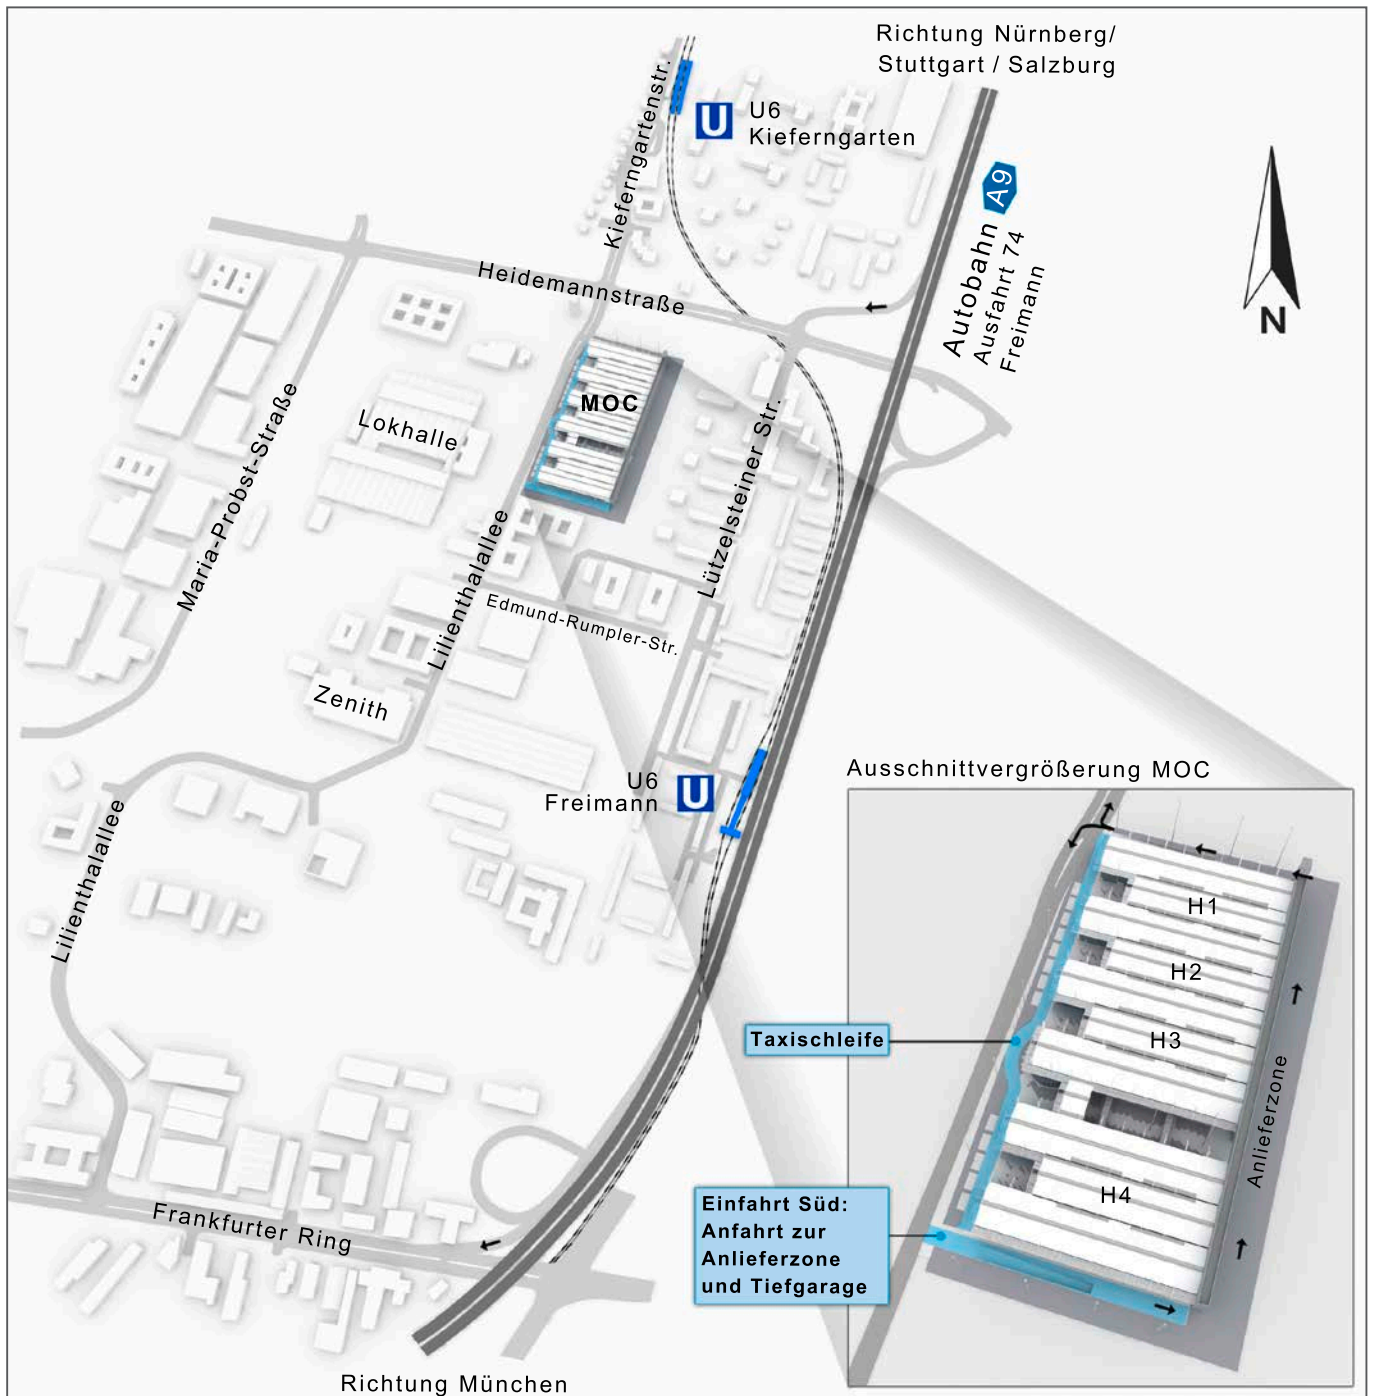 Richtung Nürnberg/
Stuttgart / Salzburg
Kieferngartenstr.
U
U6
Kieferngarten
A9
Autobahn
Ausfahrt 74
Freimann
N
Heidemannstraße
MOC
Lokhalle
Maria-Probst-Straße
Lilienthalallee
Lützelsteiner Str.
Edmund-Rumpler-Str.
Zenith
U6
Freimann
U
Lilienthalallee
Frankfurter Ring
Richtung München
Ausschnittvergrößerung MOC
H1
H2
H3
H4
Anlieferzone
Taxischleife
Einfahrt Süd:
Anfahrt zur
Anlieferzone
und Tiefgarage